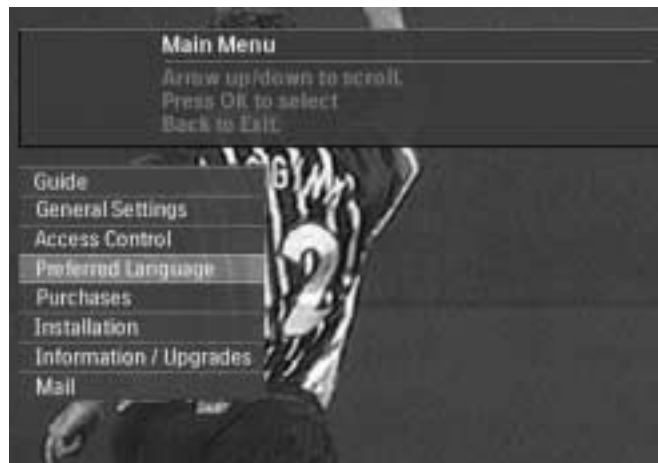 Main Menu
Arrow up/down to scroll.
Press OK to select
Back to Exit.
Guide
General Settings
Access Control
Preferred Language
Purchases
Installation
Information / Upgrades
Mail
2